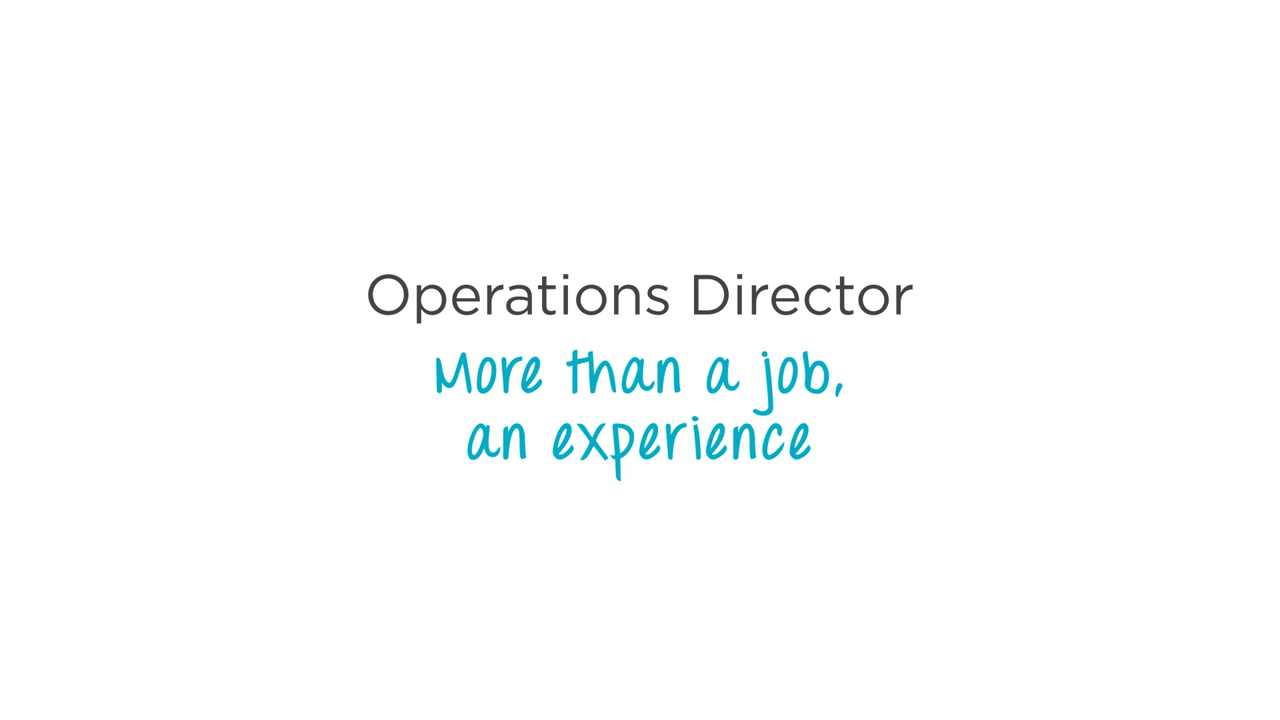 Operations Director
More than a job,
an experience